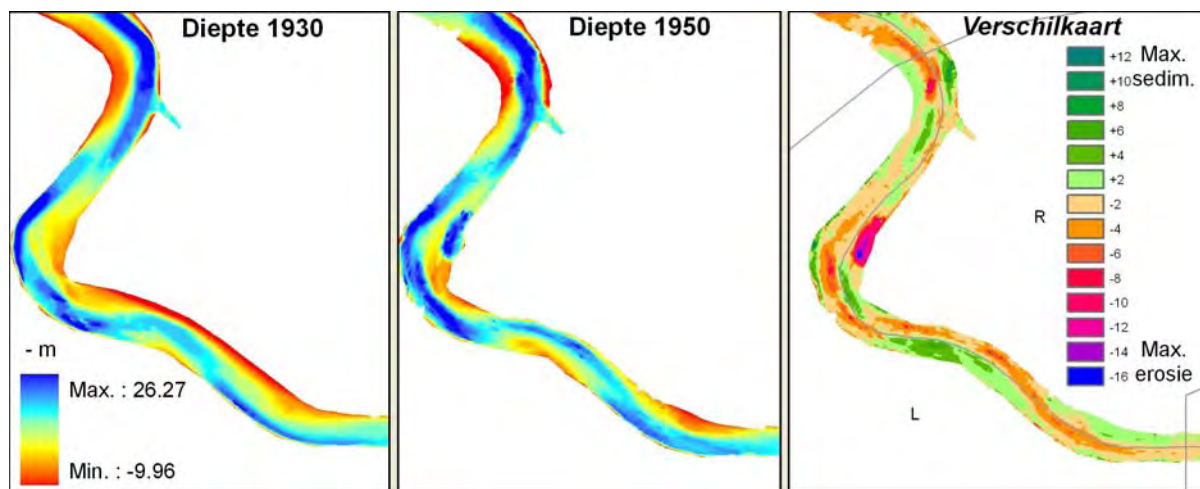 Diepte 1930
- m
Max. : 26.27
Min. : -9.96
Diepte 1950
Verschilkaart
+12 Max.
+10 sedim.
+8
+6
+4
+2
-2
-4
-6
-8
-10
-12
-14 Max.
-16 erosie
R
L